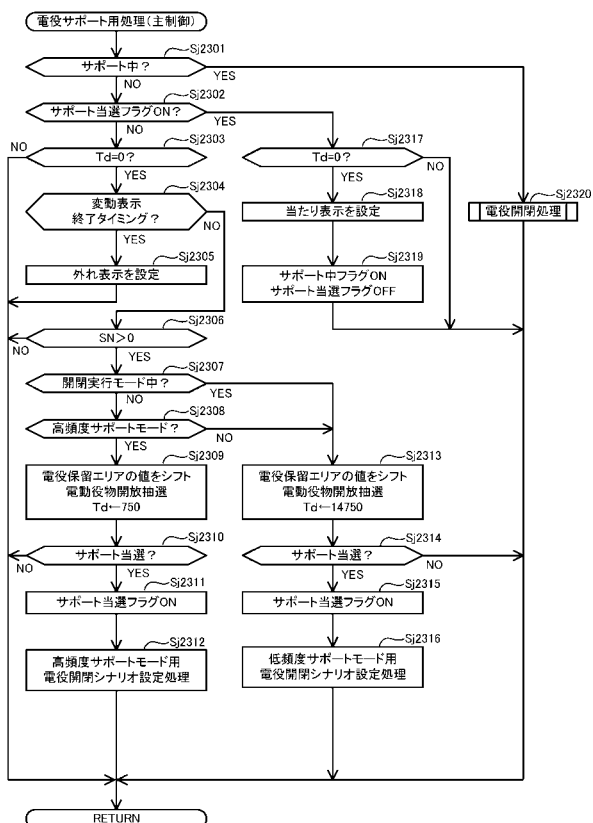 電役サポート用処理(主制御)
Sj2301
サポート中?
YES
NO
Sj2302
サポート当選フラグON?
YES
NO
Sj2303
Td=0?
NO
YES
Sj2304
変動表示
終了タイミング?
NO
YES
Sj2305
外れ表示を設定
Sj2317
Td=0?
NO
YES
Sj2318
当たり表示を設定
Sj2319
サポート中フラグON
サポート当選フラグOFF
Sj2320
電役開閉処理
Sj2306
SN>0
NO
YES
Sj2307
開閉実行モード中?
YES
NO
Sj2308
高頻度サポートモード?
NO
YES
Sj2309
電役保留エリアの値をシフト
電動役物開放抽選
Td←750
Sj2310
サポート当選?
NO
YES
Sj2311
サポート当選フラグON
Sj2312
高頻度サポートモード用
電役開閉シナリオ設定処理
Sj2313
電役保留エリアの値をシフト
電動役物開放抽選
Td←14750
Sj2314
サポート当選?
NO
YES
Sj2315
サポート当選フラグON
Sj2316
低頻度サポートモード用
電役開閉シナリオ設定処理
RETURN